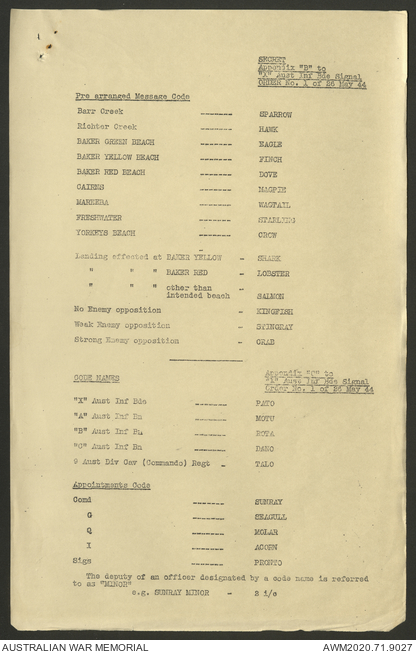 SECRET
Appendix "B" to
"X" Aust Inf Bde Signal
ORDER No. 1 of 26 May 44
Pre arranged Message Code
Barr Creek ------- SPARROW
Richter Creek ------- HAWK
BAKER GREEN BEACH ------- EAGLE
BAKER YELLOW BEACH ------- FINCH
BAKER RED BEACH ------- DOVE
CAIRNS ------- MAGPIE
MAREEBA ------- WAGTAIL
FRESHWATER ------- STARLING
YORKEYS BEACH ------- CROW
Landing effected at BAKER YELLOW - SHARK
" " " BAKER RED - LOBSTER
" " " other than -
intended beach SALMON
No Enemy opposition - KINGFISH
Weak Enemy opposition - STINGRAY
Strong Enemy opposition - CRAB
CODE NAMES
Appendix "C" to
"X" Aust Inf Bde Signal
Order No. 1 of 26 May 44
"X" Aust Inf Bde ------- PATO
"A" Aust Inf Bn ------- MOTU
"B" Aust Inf Bn ------- ROTA
"C" Aust Inf Bn ------- DANO
9 Aust Div Cav (Commando) Regt - TALO
Appointments Code
Comd ------- SUNRAY
G ------- SEAGULL
Q ------- MOLAR
I ------- ACORN
Sigs ------- PRONTO
The deputy of an officer designated by a code name is referred
to as "MINOR"
e.g. SUNRAY MINOR - 2 i/c
AUSTRALIAN WAR MEMORIAL
AWM2020.71.9027